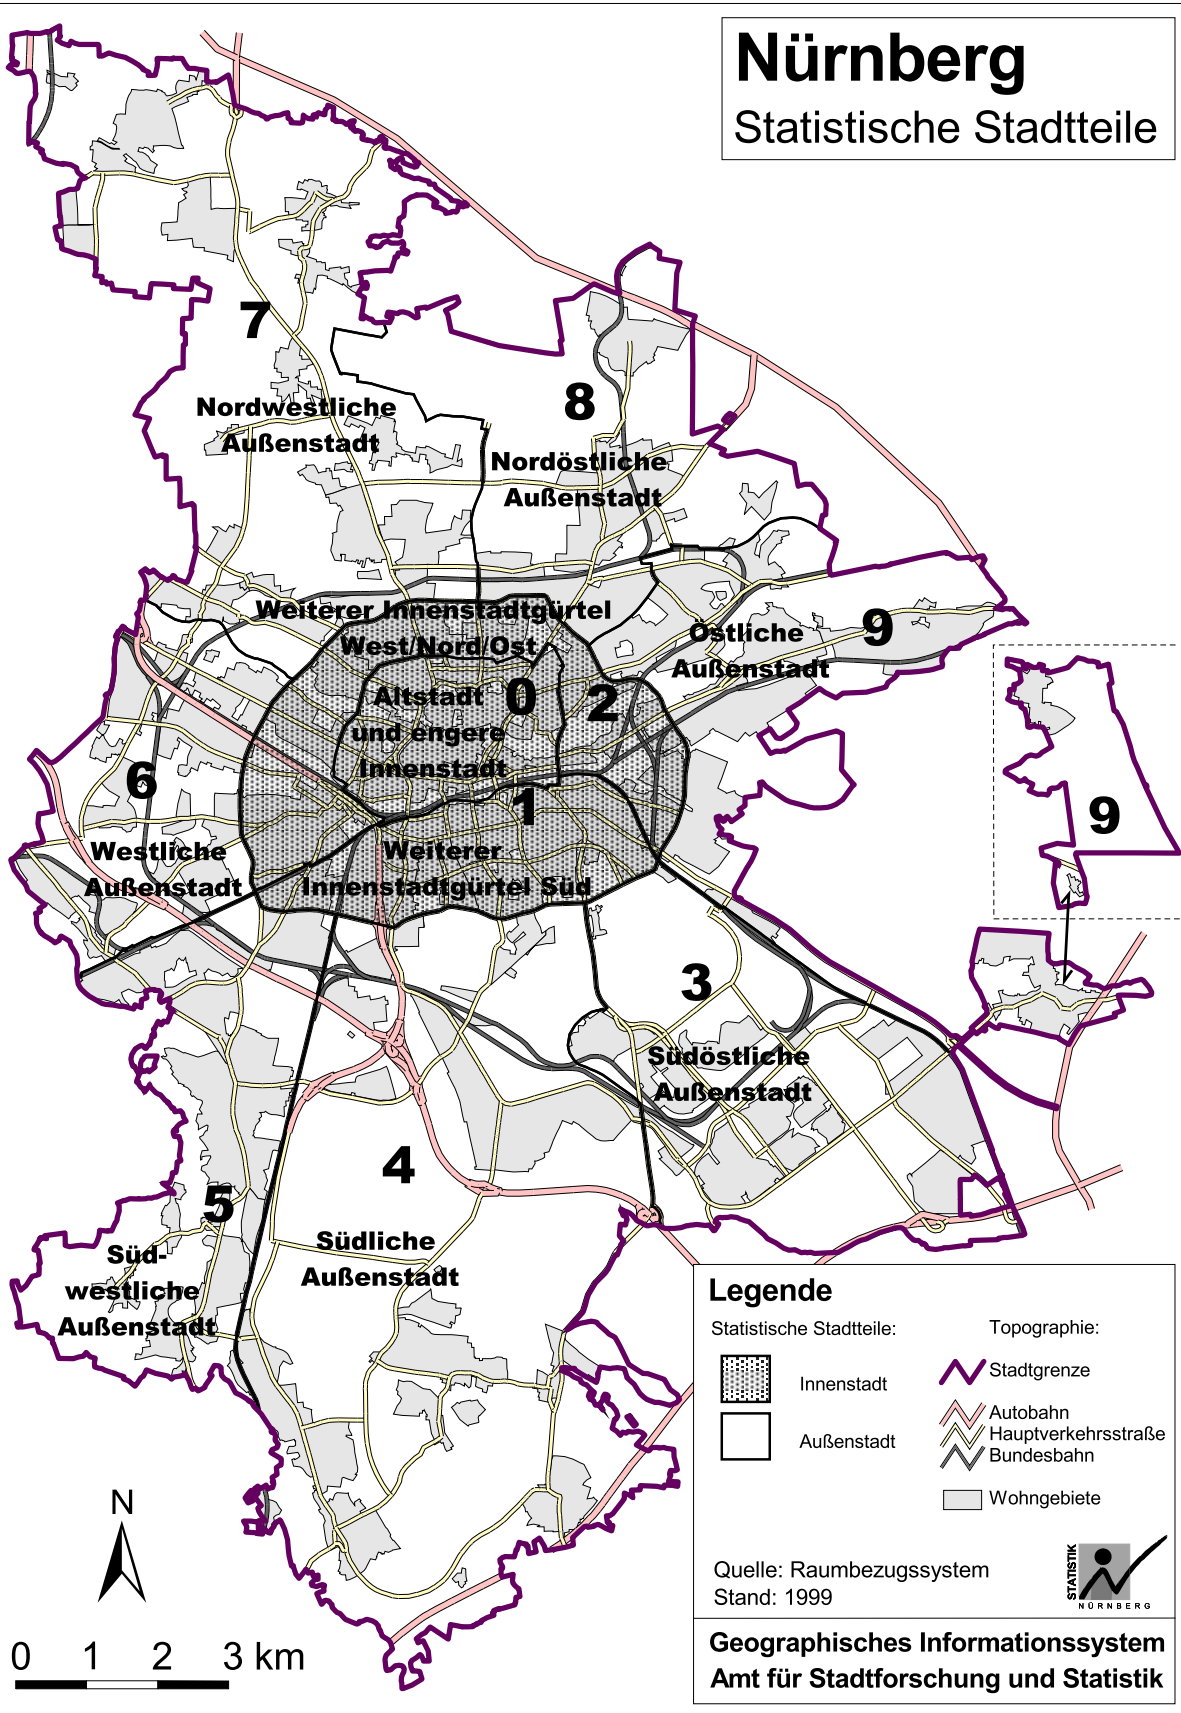 Nürnberg
Statistische Stadtteile
7
Nordwestliche
Außenstadt
8
Nordöstliche
Außenstadt
Weiterer Innenstadtgürtel
West/Nord/Ost
9
Östliche
Außenstadt
0
2
Altstadt
und engere
Innenstadt
6
Westliche
Außenstadt
1
Weiterer
Innenstadtgürtel Süd
9
3
Südöstliche
Außenstadt
4
Südliche
Außenstadt
5
Süd-
westliche
Außenstadt
Legende
Statistische Stadtteile:
Innenstadt
Außenstadt
Topographie:
Stadtgrenze
Autobahn
Hauptverkehrsstraße
Bundesbahn
Wohngebiete
N
0 1 2 3 km
Quelle: Raumbezugssystem
Stand: 1999
STATISTIK
NÜRNBERG
Geographisches Informationssystem
Amt für Stadtforschung und Statistik